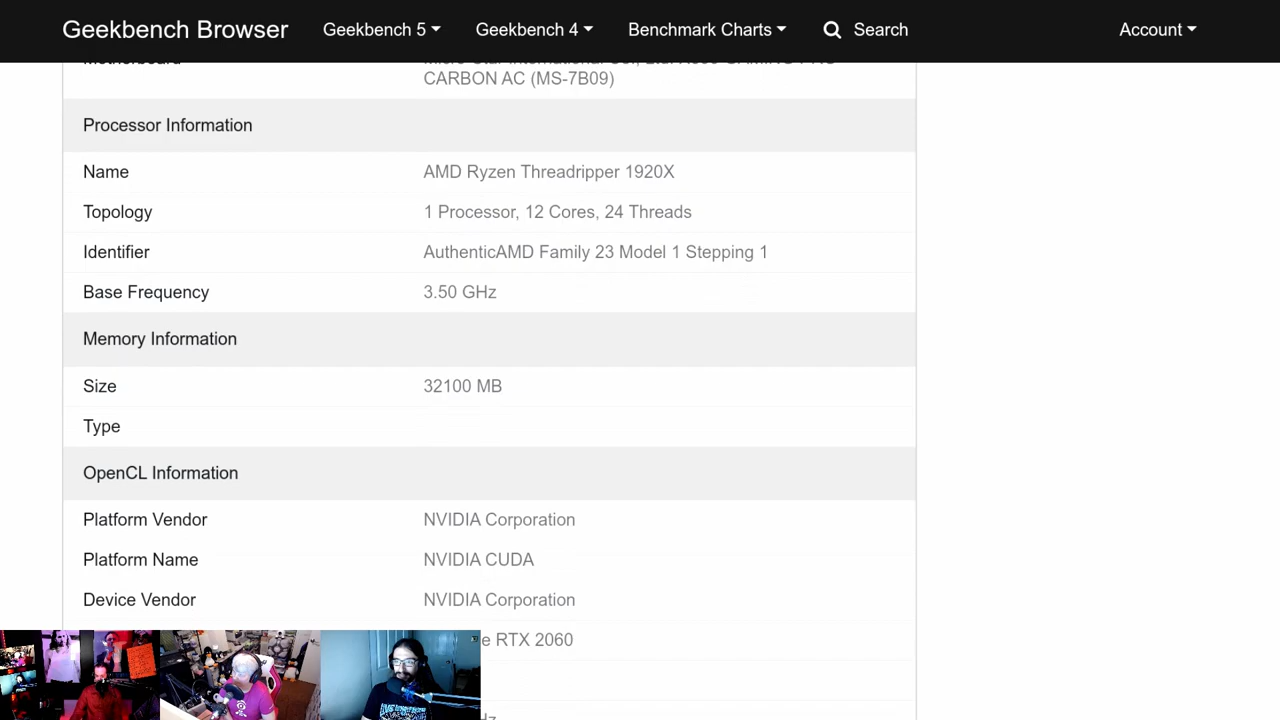 Geekbench Browser Geekbench 5 Geekbench 4 Benchmark Charts Search Account
CARBON AC (MS-7B09)
Processor Information
Name AMD Ryzen Threadripper 1920X
Topology 1 Processor, 12 Cores, 24 Threads
Identifier AuthenticAMD Family 23 Model 1 Stepping 1
Base Frequency 3.50 GHz
Memory Information
Size 32100 MB
Type
OpenCL Information
Platform Vendor NVIDIA Corporation
Platform Name NVIDIA CUDA
Device Vendor NVIDIA Corporation
RTX 2060